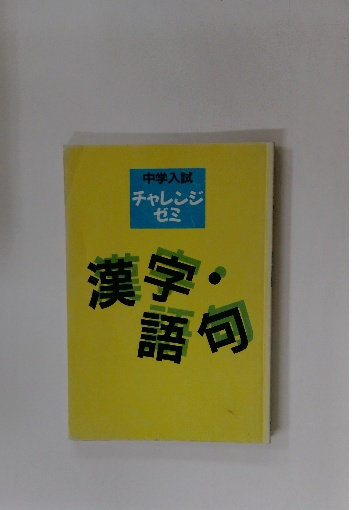 中学入試
チャレンジ
ゼミ
漢字・
語句